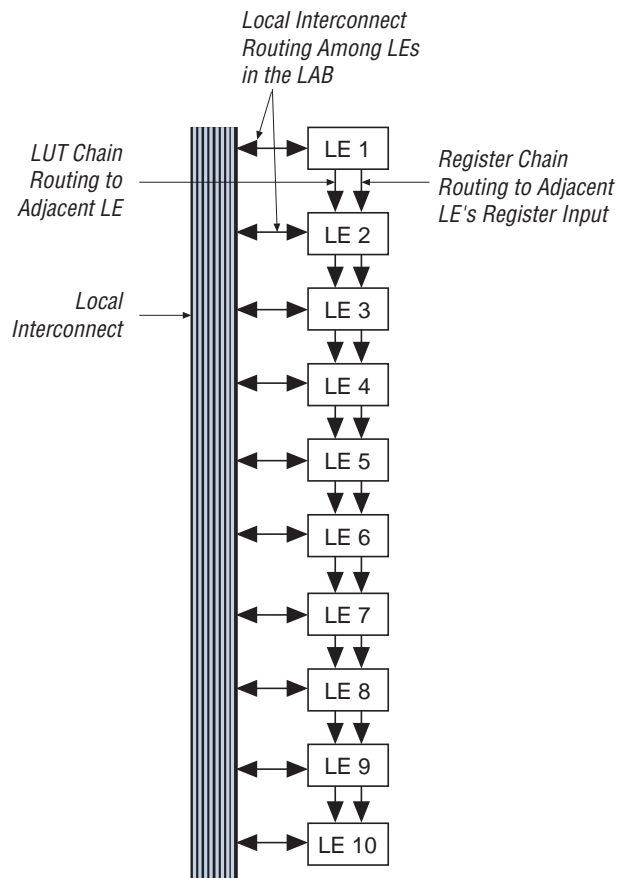 Local Interconnect
Routing Among LEs
in the LAB
LUT Chain
Routing to
Adjacent LE
LE 1
Register Chain
Routing to Adjacent
LE's Register Input
LE 2
Local
Interconnect
LE 3
LE 4
LE 5
LE 6
LE 7
LE 8
LE 9
LE 10